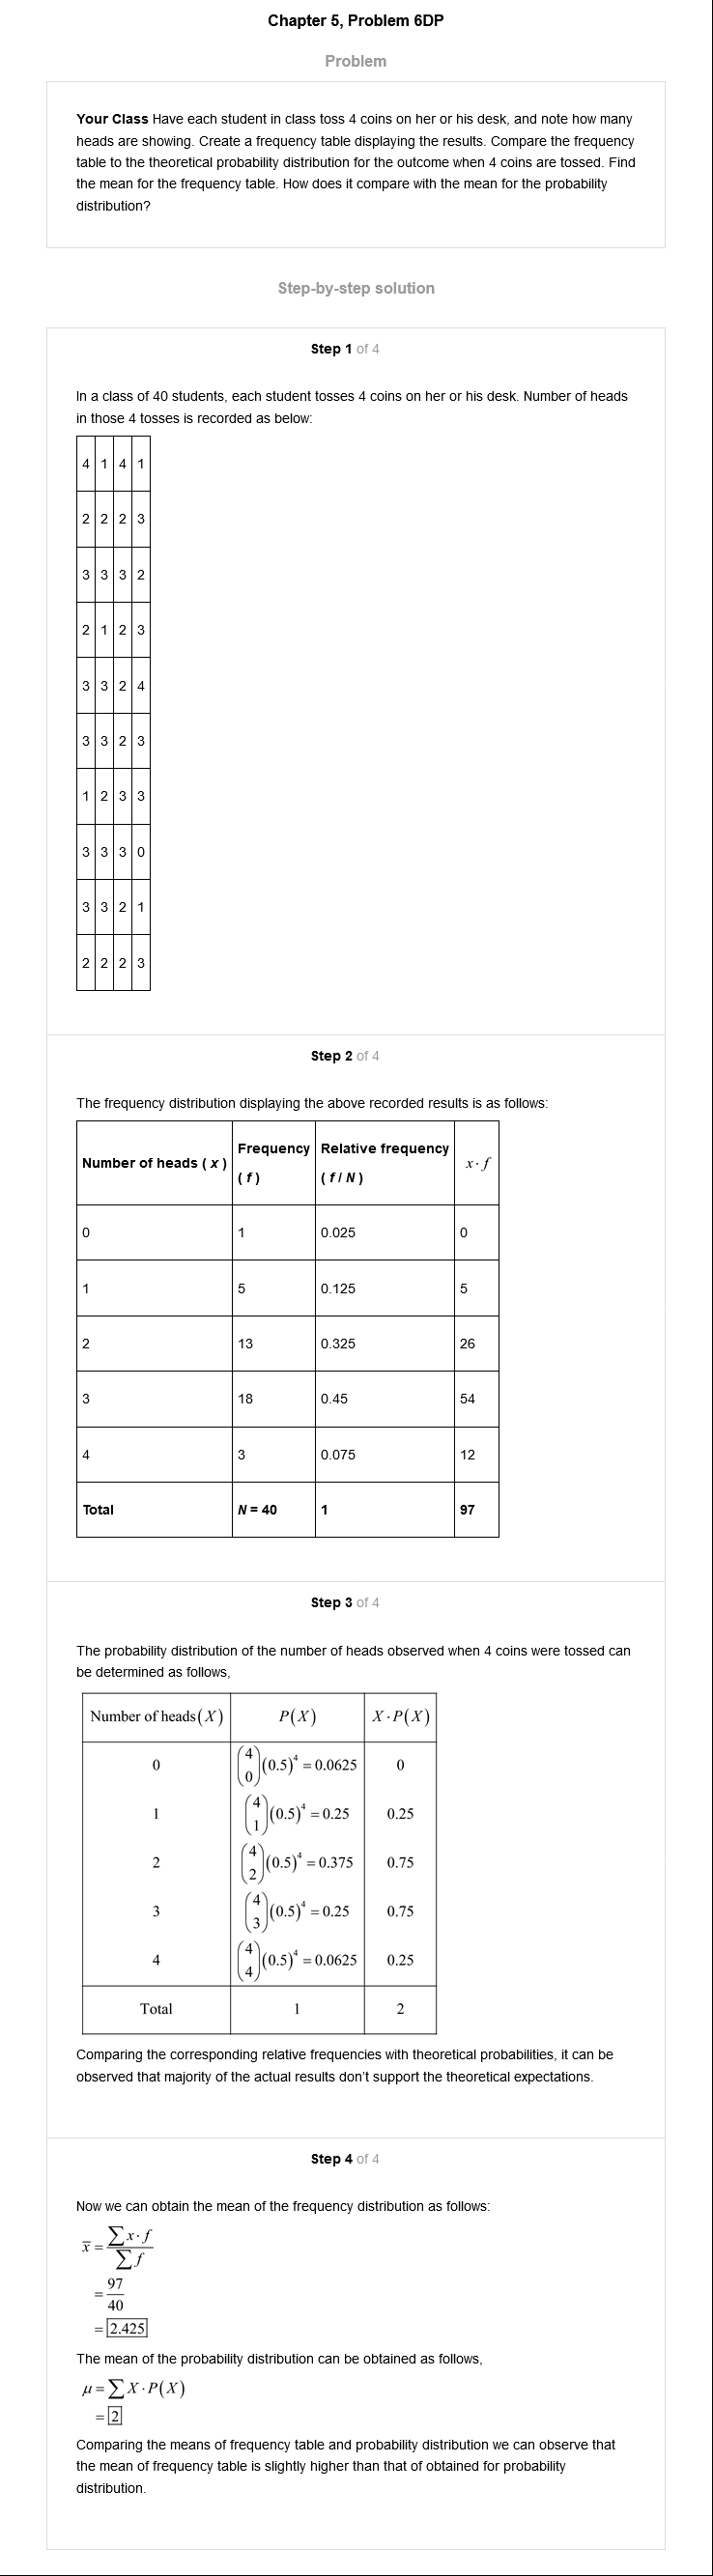 Chapter 5, Problem 6DP
Problem
Your Class Have each student in class toss 4 coins on her or his desk, and note how many
heads are showing. Create a frequency table displaying the results. Compare the frequency
table to the theoretical probability distribution for the outcome when 4 coins are tossed. Find
the mean for the frequency table. How does it compare with the mean for the probability
distribution?
Step-by-step solution
Step 1 of 4
In a class of 40 students, each student tosses 4 coins on her or his desk. Number of heads
in those 4 tosses is recorded as below:
4 1 4 1
2 2 2 3
3 3 3 2
2 1 2 3
3 3 2 4
3 3 2 3
1 2 3 3
3 3 3 0
3 3 2 1
2 2 2 3
Step 2 of 4
The frequency distribution displaying the above recorded results is as follows:
Number of heads ( x ) Frequency ( f ) Relative frequency ( f / N ) x · f
0 1 0.025 0
1 5 0.125 5
2 13 0.325 26
3 18 0.45 54
4 3 0.075 12
Total N = 40 1 97
Step 3 of 4
The probability distribution of the number of heads observed when 4 coins were tossed can
be determined as follows,
Number of heads (X) P(X) X · P(X)
0 (4 0)(0.5)⁴ = 0.0625 0
1 (4 1)(0.5)⁴ = 0.25 0.25
2 (4 2)(0.5)⁴ = 0.375 0.75
3 (4 3)(0.5)⁴ = 0.25 0.75
4 (4 4)(0.5)⁴ = 0.0625 0.25
Total 1 2
Comparing the corresponding relative frequencies with theoretical probabilities, it can be
observed that majority of the actual results don't support the theoretical expectations.
Step 4 of 4
Now we can obtain the mean of the frequency distribution as follows:
x̄ = ∑x · f / ∑f
= 97 / 40
= 2.425
The mean of the probability distribution can be obtained as follows,
μ = ∑X · P(X)
= 2
Comparing the means of frequency table and probability distribution we can observe that
the mean of frequency table is slightly higher than that of obtained for probability
distribution.